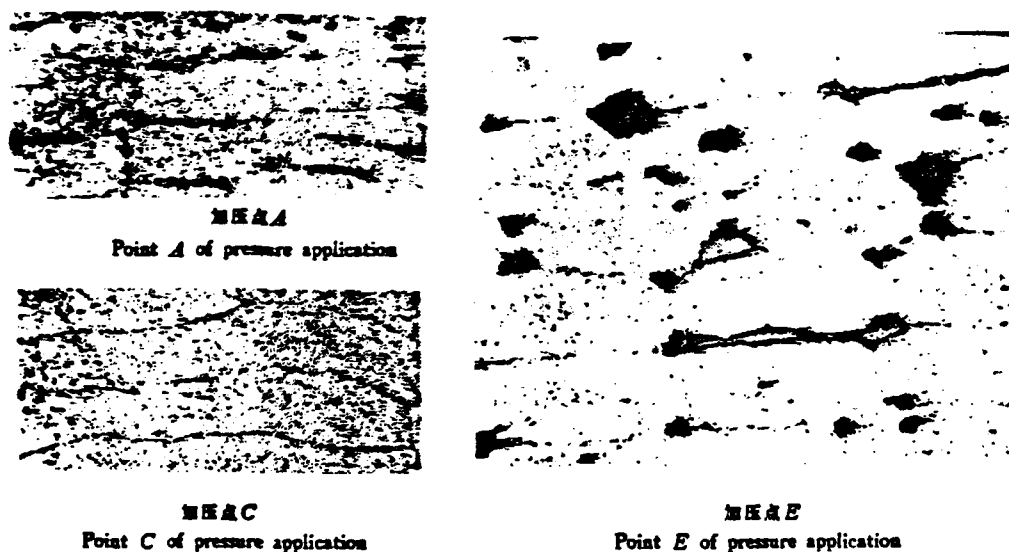 加压点A
Point A of pressure application
加压点C
Point C of pressure application
加压点E
Point E of pressure application